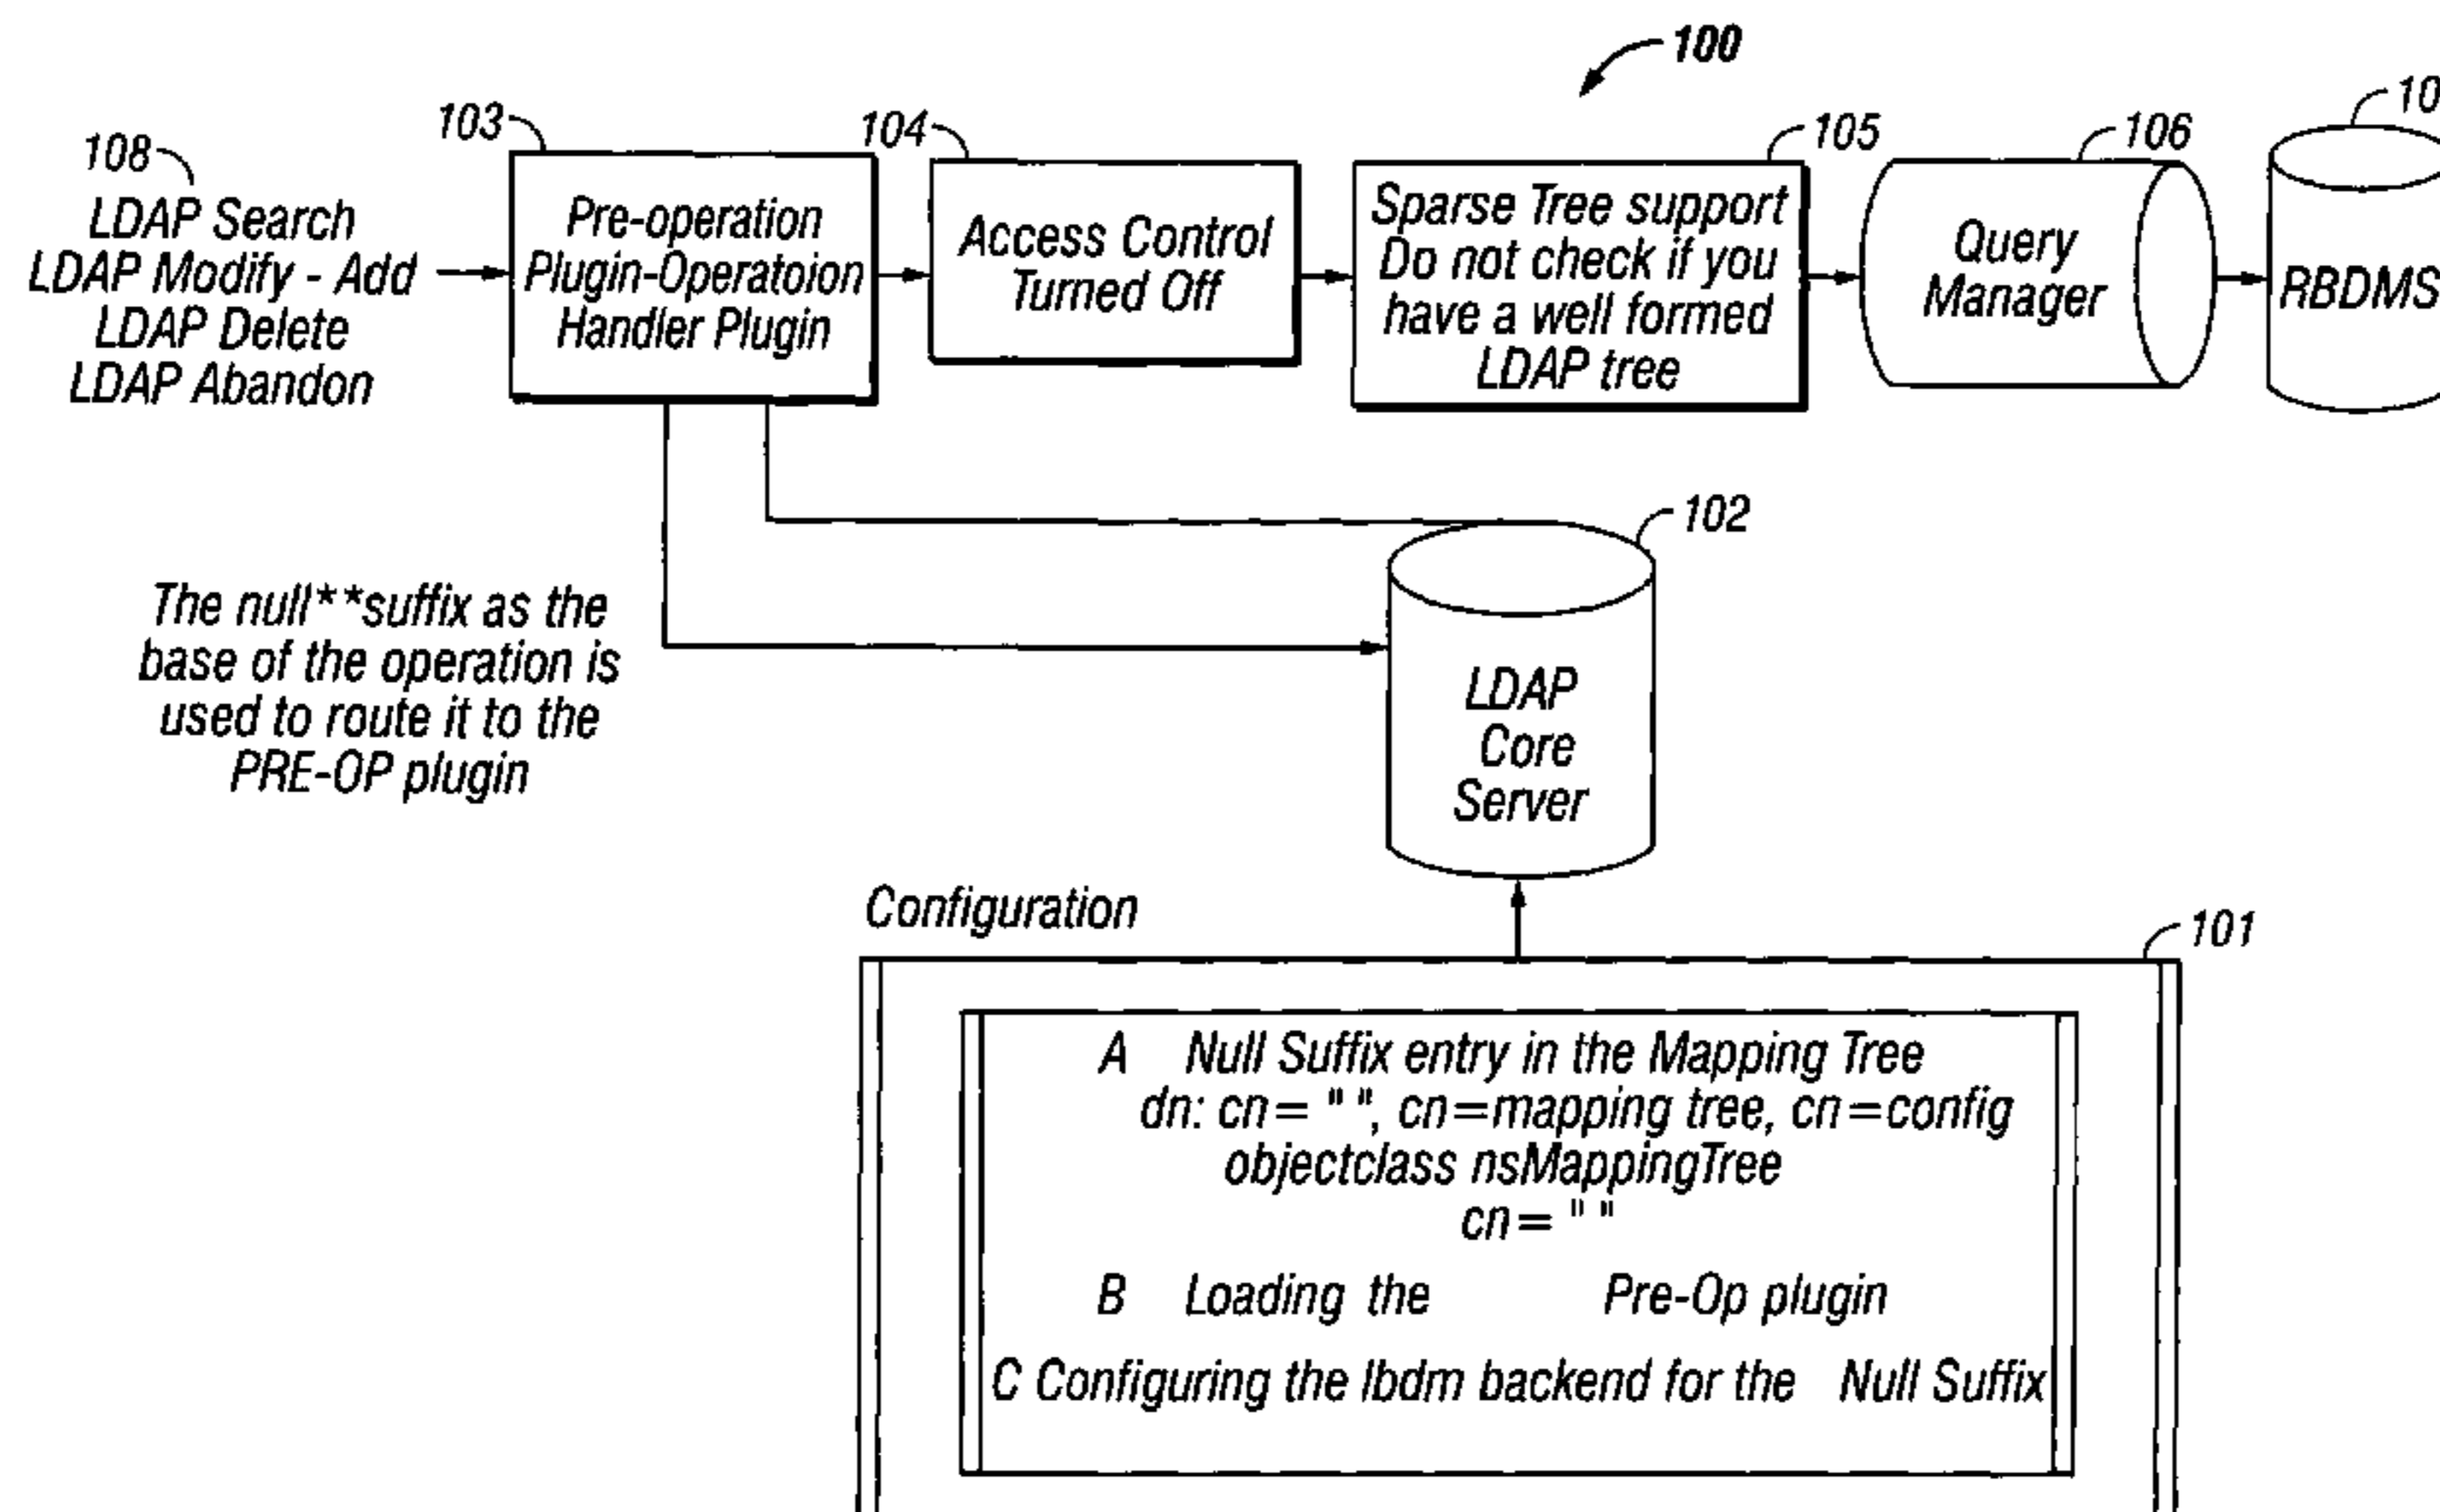 100
108
LDAP Search
LDAP Modify - Add
LDAP Delete
LDAP Abandon
103
Pre-operation
Plugin-Operatoion
Handler Plugin
104
Access Control
Turned Off
105
Sparse Tree support
Do not check if you
have a well formed
LDAP tree
106
Query
Manager
10
RBDMS
The null**suffix as the
base of the operation is
used to route it to the
PRE-OP plugin
102
LDAP
Core
Server
Configuration
101
A Null Suffix entry in the Mapping Tree
dn: cn= " ", cn=mapping tree, cn=config
objectclass nsMappingTree
cn= " "
B Loading the Pre-Op plugin
C Configuring the lbdm backend for the Null Suffix